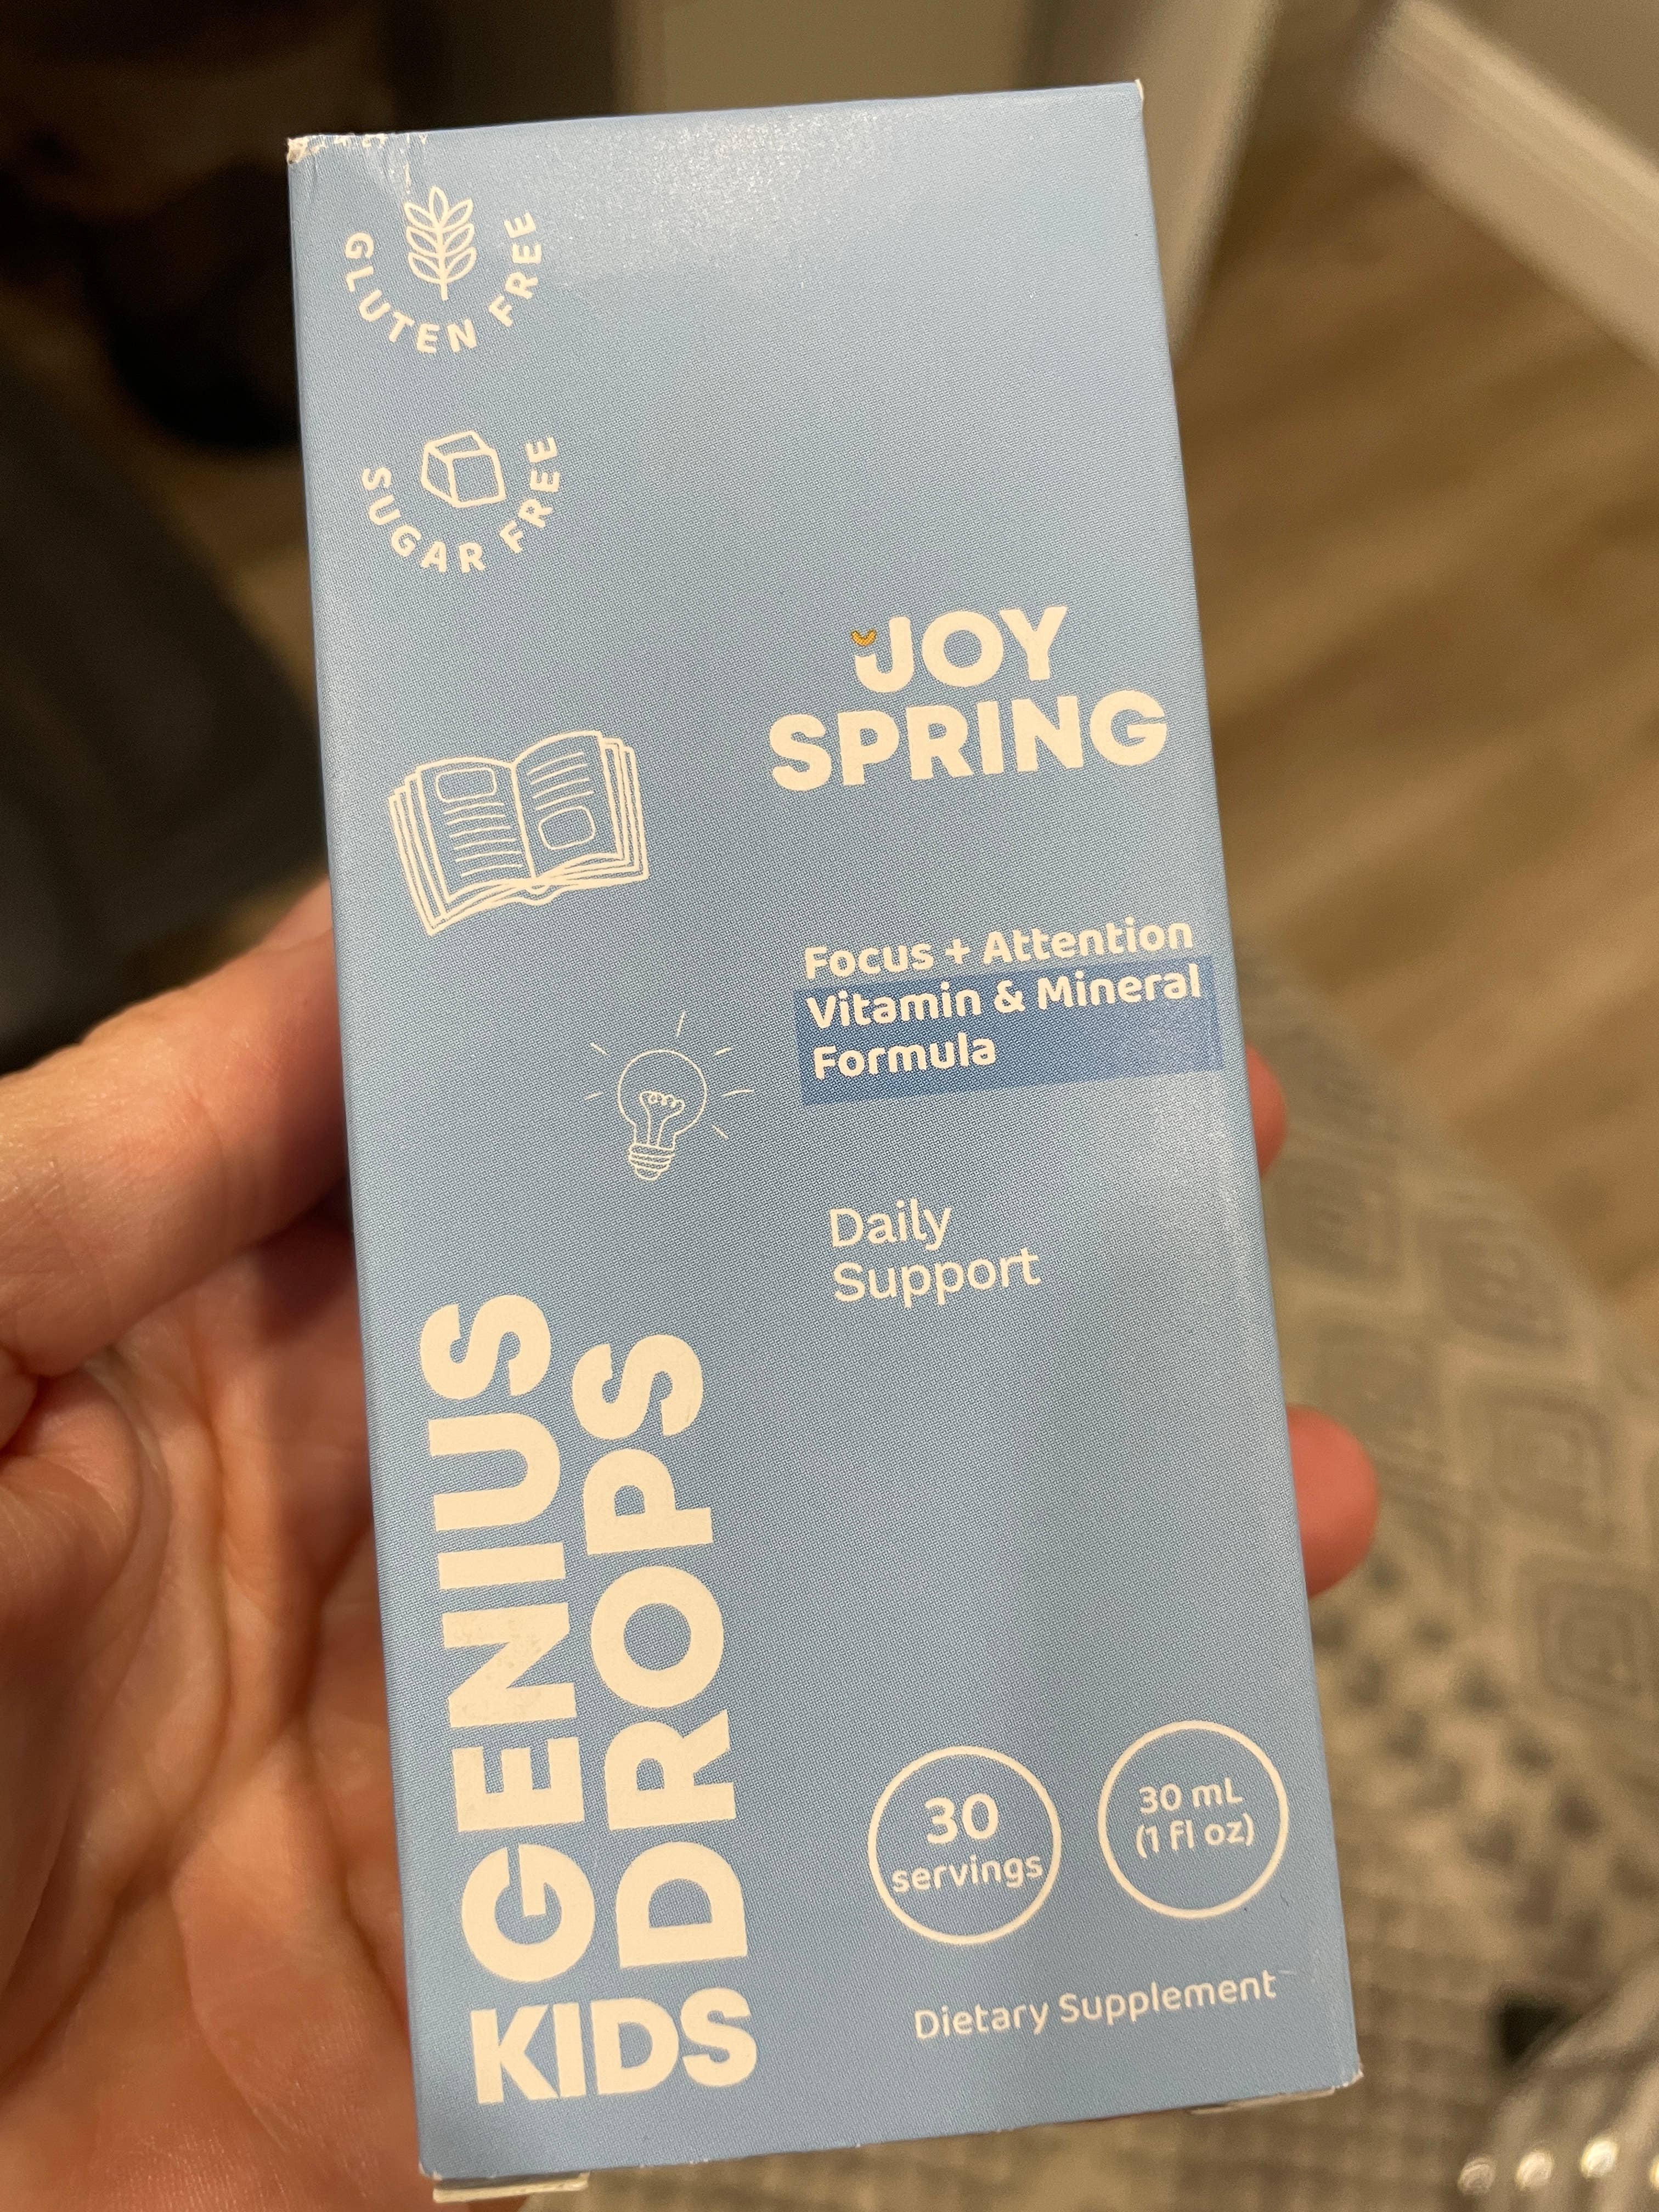 GLUTEN FREE
SUGAR FREE
JOY
SPRING
Focus + Attention
Vitamin & Mineral
Formula
Daily
Support
GENIUS
DROPS
KIDS
30
servings
30 mL
(1 fl oz)
Dietary Supplement